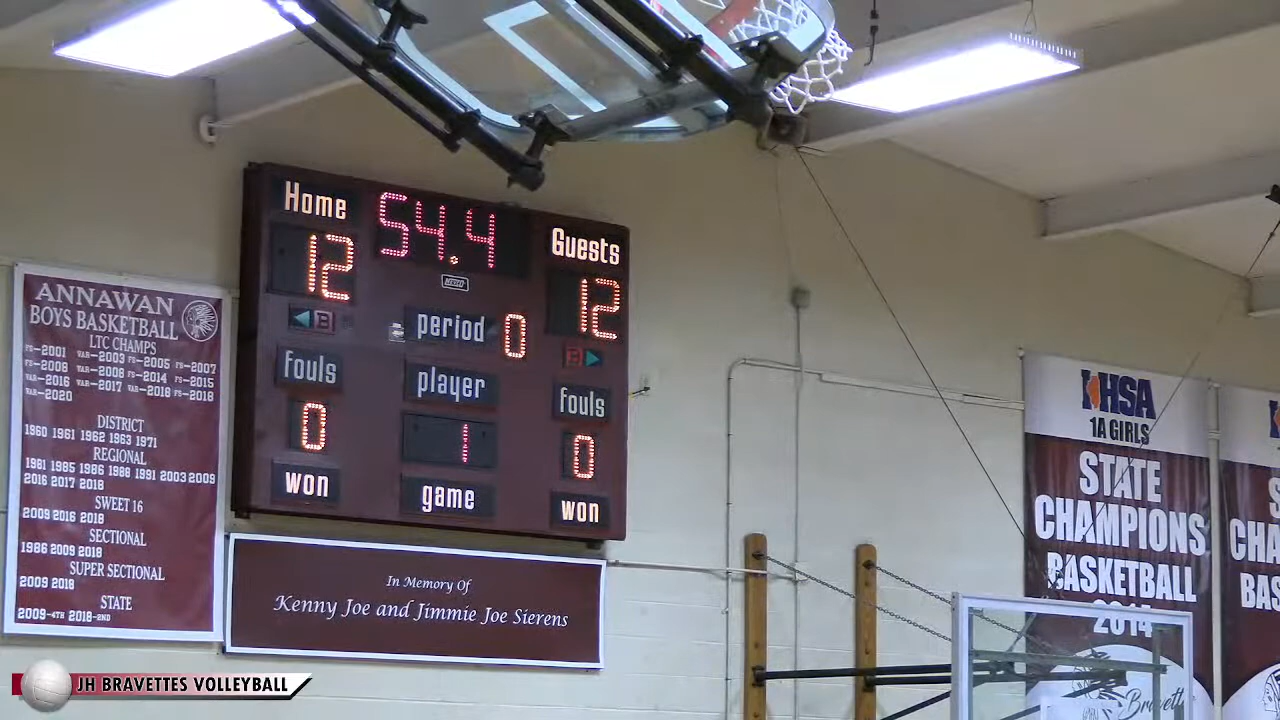 Home
54.4
Guests
12
12
B
period
0
B
fouls
player
fouls
0
1
0
won
game
won
ANNAWAN
BOYS BASKETBALL
LTC CHAMPS
FS-2001 VAR-2003 FS-2005 FS-2007
FS-2008 VAR-2008 FS-2014 FS-2015
VAR-2016 VAR-2017 VAR-2018 FS-2018
VAR-2020
DISTRICT
1960 1961 1962 1963 1971
REGIONAL
1981 1985 1986 1988 1991 2003 2009
2016 2017 2018
SWEET 16
2009 2016 2018
SECTIONAL
1986 2009 2018
SUPER SECTIONAL
2009 2018
STATE
2009-4TH 2018-2ND
In Memory Of
Kenny Joe and Jimmie Joe Sierens
IHSA
1A GIRLS
STATE
CHAMPIONS
BASKETBALL
2014
JH BRAVETTES VOLLEYBALL